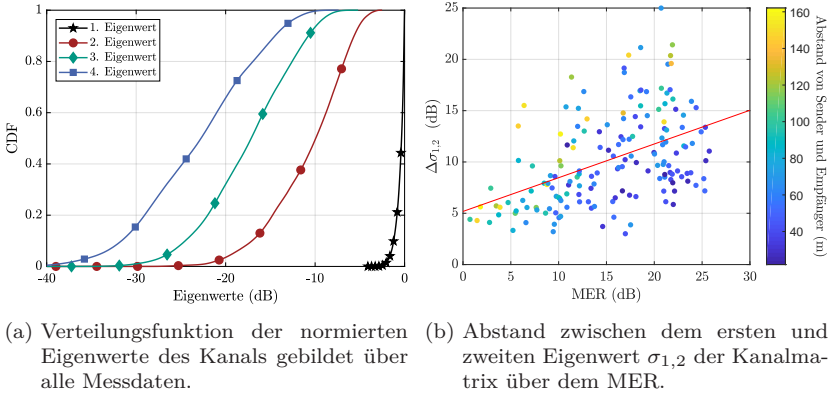 1
0.8
0.6
0.4
0.2
0
CDF
1. Eigenwert
2. Eigenwert
3. Eigenwert
4. Eigenwert
−40
−30
−20
−10
0
Eigenwerte (dB)
25
20
15
10
5
0
Δσ1,2 (dB)
0
5
10
15
20
25
30
MER (dB)
160
140
120
100
80
60
40
Abstand von Sender und Empfänger (m)
(a) Verteilungsfunktion der normierten
Eigenwerte des Kanals gebildet über
alle Messdaten.
(b) Abstand zwischen dem ersten und
zweiten Eigenwert σ1,2 der Kanalma-
trix über dem MER.